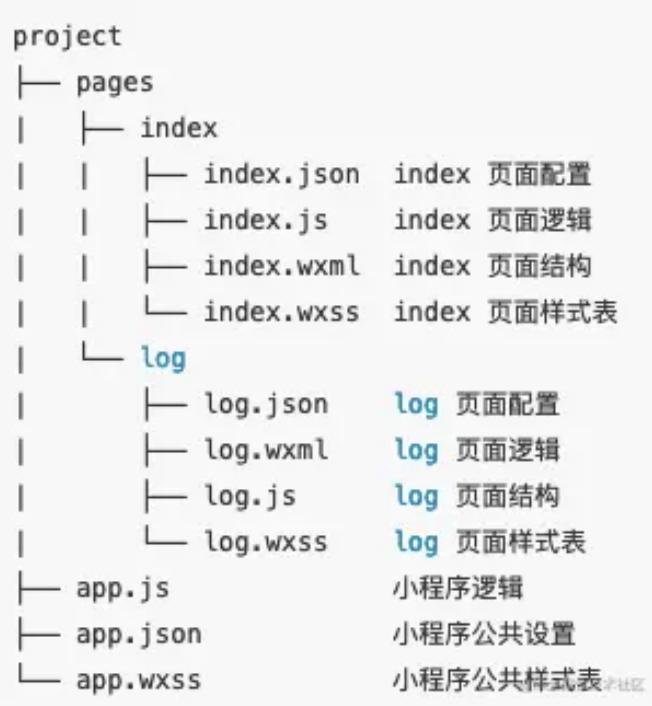 project
├── pages
|   ├── index
|   |   ├── index.json  index 页面配置
|   |   ├── index.js    index 页面逻辑
|   |   ├── index.wxml  index 页面结构
|   |   └── index.wxss  index 页面样式表
|   └── log
|       ├── log.json    log 页面配置
|       ├── log.wxml    log 页面逻辑
|       ├── log.js      log 页面结构
|       └── log.wxss    log 页面样式表
├── app.js              小程序逻辑
├── app.json            小程序公共设置
└── app.wxss            小程序公共样式表